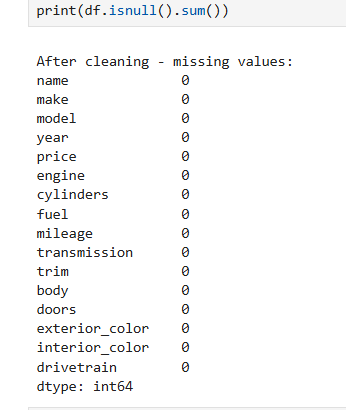 print(df.isnull().sum())
After cleaning - missing values:
name 0
make 0
model 0
year 0
price 0
engine 0
cylinders 0
fuel 0
mileage 0
transmission 0
trim 0
body 0
doors 0
exterior_color 0
interior_color 0
drivetrain 0
dtype: int64